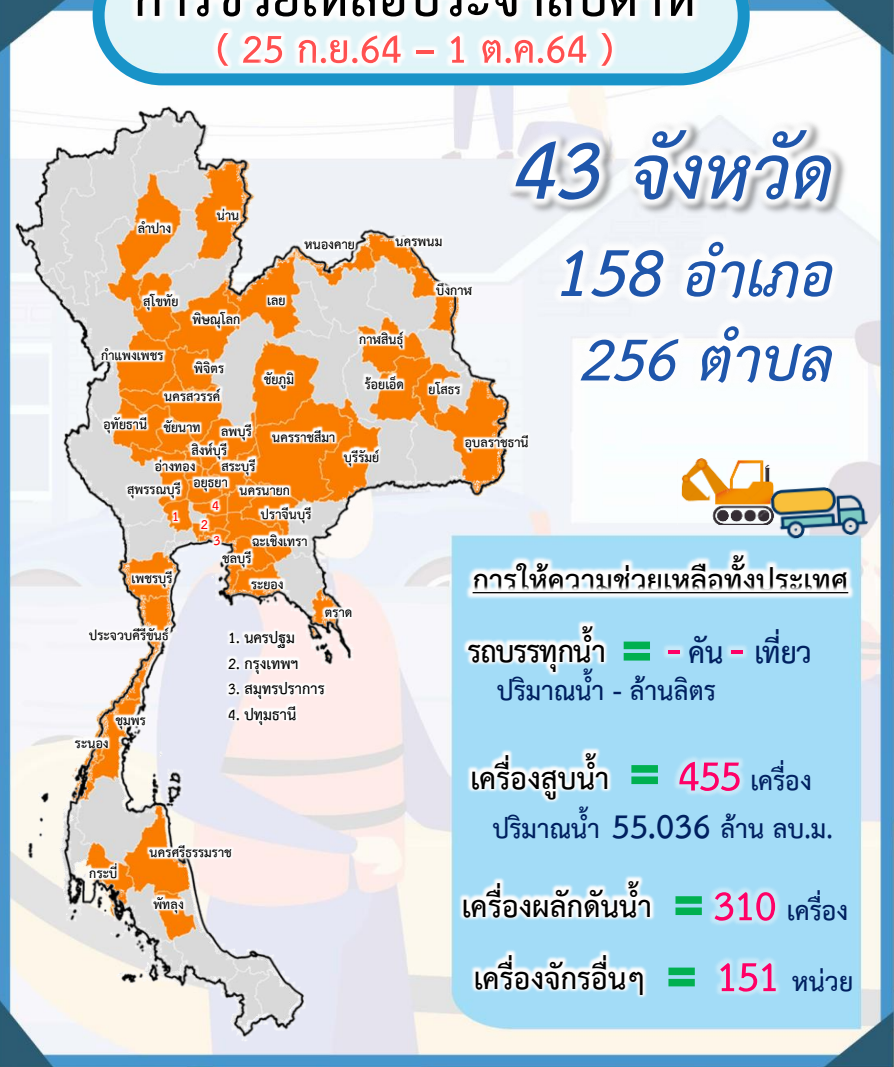 การช่วยเหลือประจำสัปดาห์
( 25 ก.ย.64 – 1 ต.ค.64 )
43 จังหวัด
158 อำเภอ
256 ตำบล
น่าน
ลำปาง
หนองคาย
นครพนม
บึงกาฬ
สุโขทัย
เลย
พิษณุโลก
กาฬสินธุ์
กำแพงเพชร
พิจิตร
ชัยภูมิ
ร้อยเอ็ด
ยโสธร
นครสวรรค์
อุทัยธานี
ชัยนาท
ลพบุรี
นครราชสีมา
อุบลราชธานี
สิงห์บุรี
บุรีรัมย์
อ่างทอง
สระบุรี
สุพรรณบุรี
อยุธยา
นครนายก
1
4
2
3
ปราจีนบุรี
ฉะเชิงเทรา
ชลบุรี
ระยอง
เพชรบุรี
ตราด
ประจวบคีรีขันธ์
1. นครปฐม
2. กรุงเทพฯ
3. สมุทรปราการ
4. ปทุมธานี
ชุมพร
ระนอง
นครศรีธรรมราช
กระบี่
พัทลุง
การให้ความช่วยเหลือทั้งประเทศ
รถบรรทุกน้ำ = - คัน - เที่ยว
ปริมาณน้ำ - ล้านลิตร
เครื่องสูบน้ำ = 455 เครื่อง
ปริมาณน้ำ 55.036 ล้าน ลบ.ม.
เครื่องผลักดันน้ำ = 310 เครื่อง
เครื่องจักรอื่นๆ = 151 หน่วย